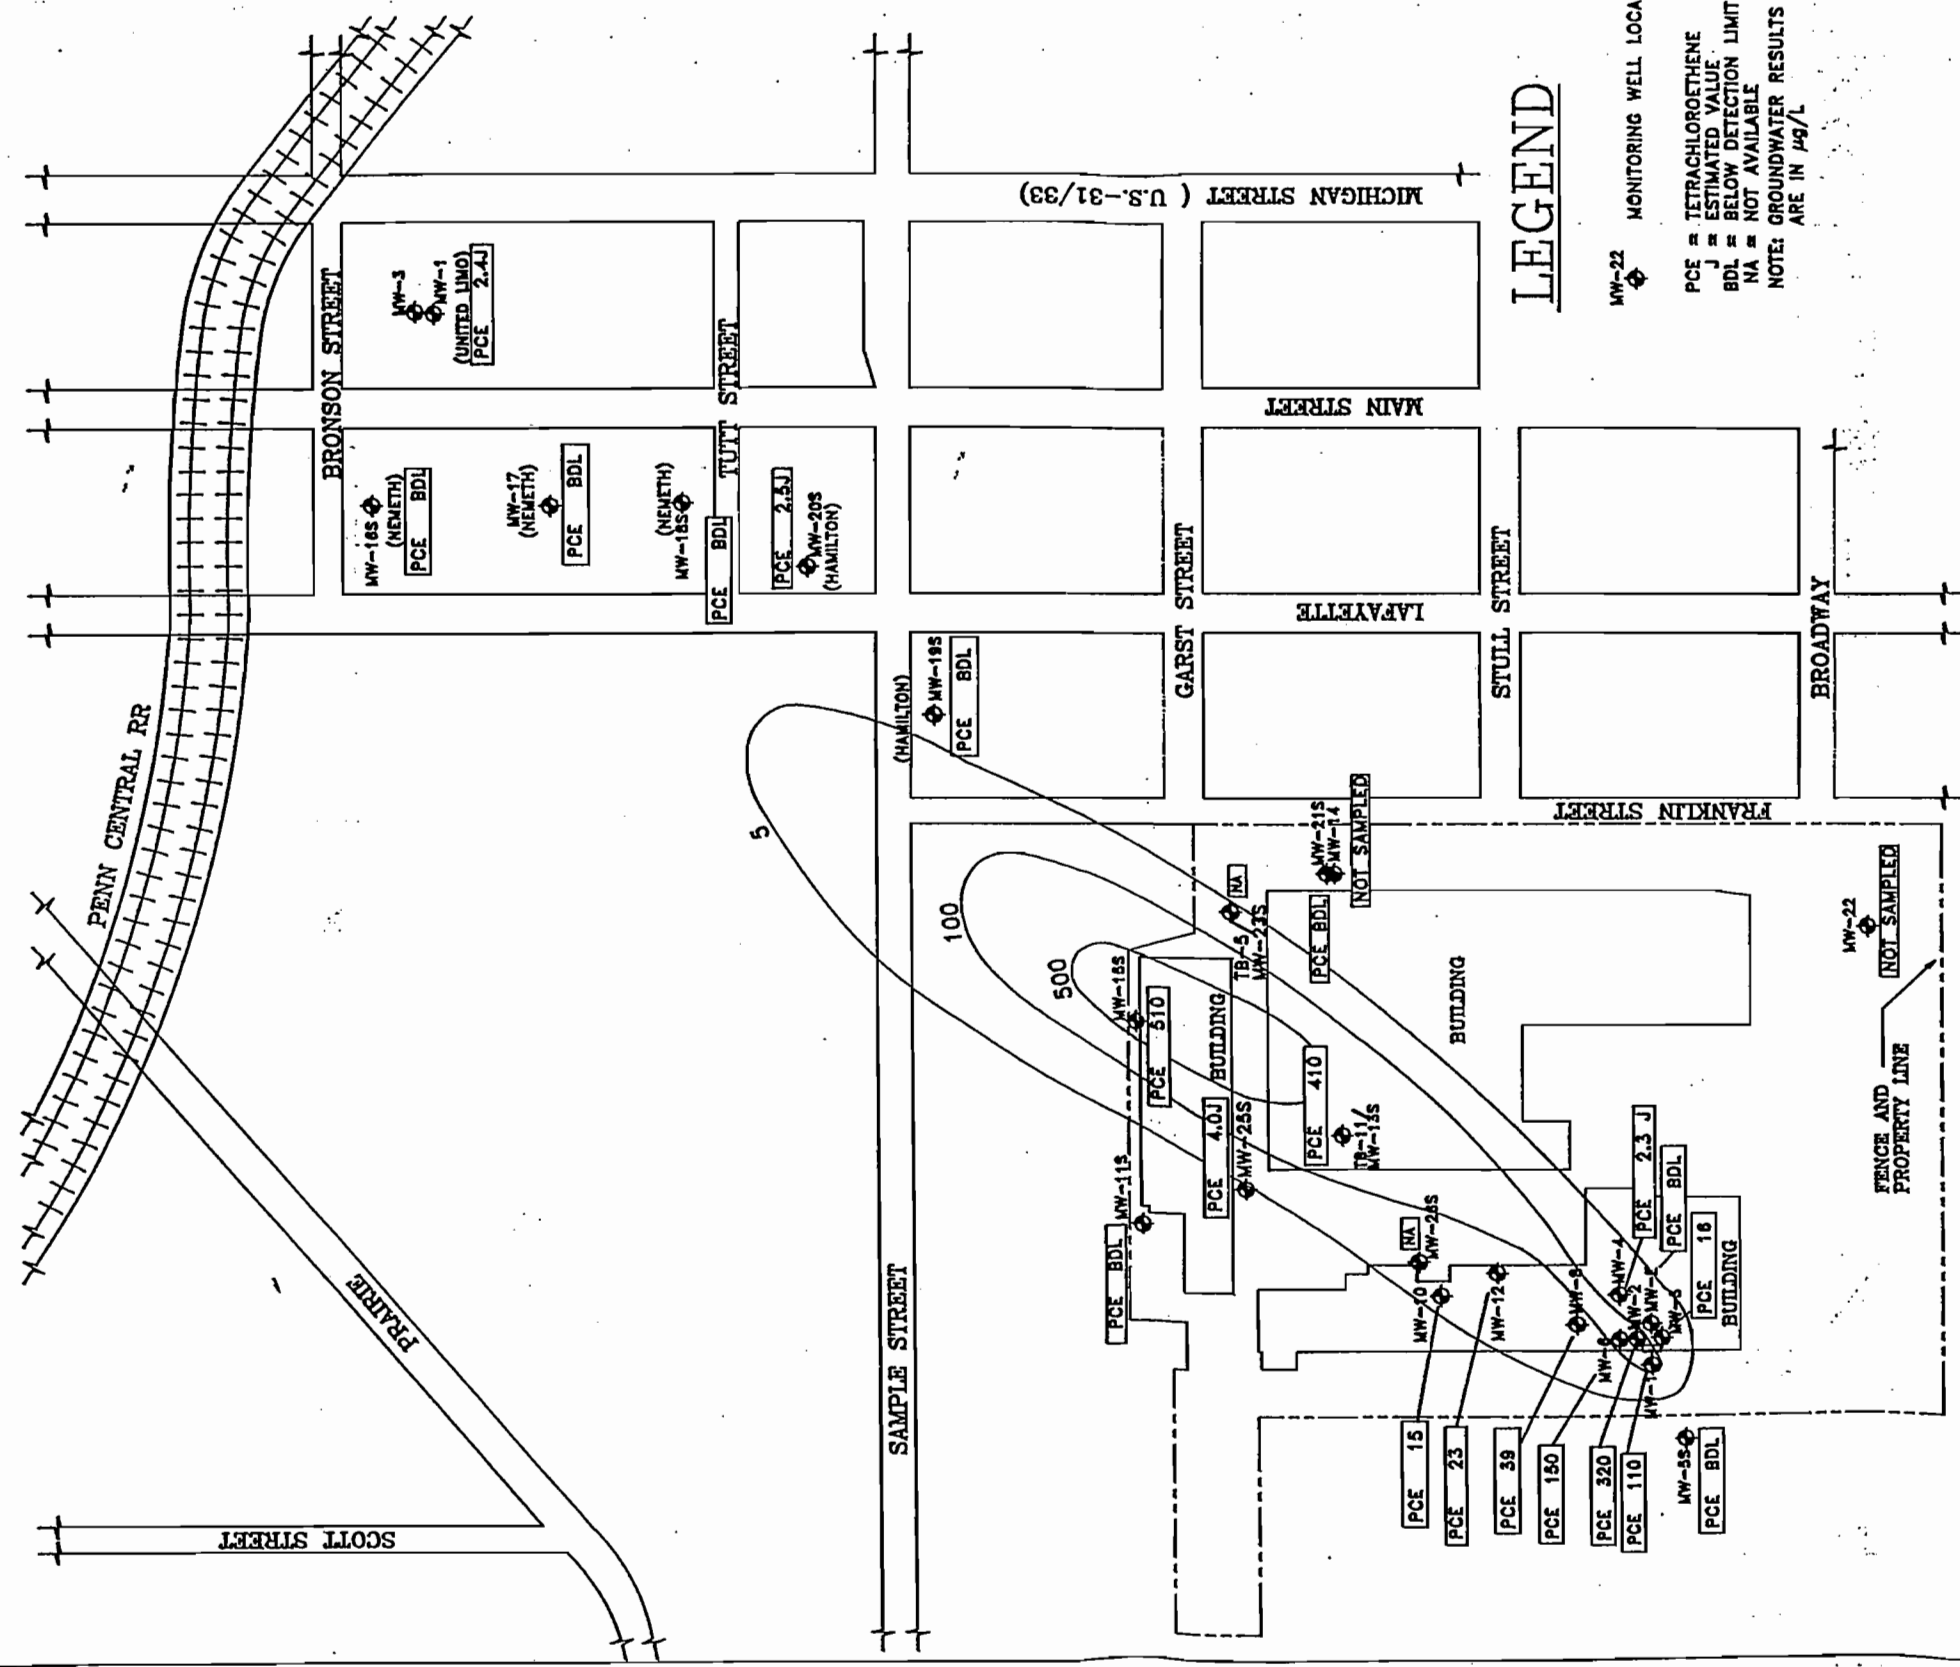 PENN CENTRAL RR
BRONSON STREET
MW-3
MW-1
(UNITED LIMO)
PCE 2.4J
MW-16S
(NEMETH)
PCE BDL
MW-17
(NEMETH)
PCE BDL
(NEMETH)
MW-18S
PCE BDL
TUTT STREET
PCE 2.5J
MW-20S
(HAMILTON)
MICHIGAN STREET ( U.S.-31/33)
MAIN STREET
LAFAYETTE
GARST STREET
STULL STREET
BROADWAY
FRANKLIN STREET
(HAMILTON)
MW-19S
PCE BDL
SAMPLE STREET
PRAIRIE
SCOTT STREET
5
100
500
MW-16S
PCE 510
BUILDING
MW-11S
PCE BDL
PCE 4.0J
MW-25S
NA
TB-5
MW-23S
MW-21S
MW-14
NOT SAMPLED
PCE BDL
PCE 410
TB-11/
MW-13S
BUILDING
NA
MW-26S
MW-10
MW-12
PCE 15
PCE 23
PCE 39
PCE 150
PCE 320
PCE 110
MW-4
MW-2
PCE 2.3 J
PCE BDL
PCE 16
BUILDING
MW-5S
PCE BDL
MW-22
NOT SAMPLED
FENCE AND
PROPERTY LINE
LEGEND
MW-22
MONITORING WELL LOCA
PCE = TETRACHLOROETHENE
J = ESTIMATED VALUE
BDL = BELOW DETECTION LIMIT
NA = NOT AVAILABLE
NOTE: GROUNDWATER RESULTS
ARE IN µg/L